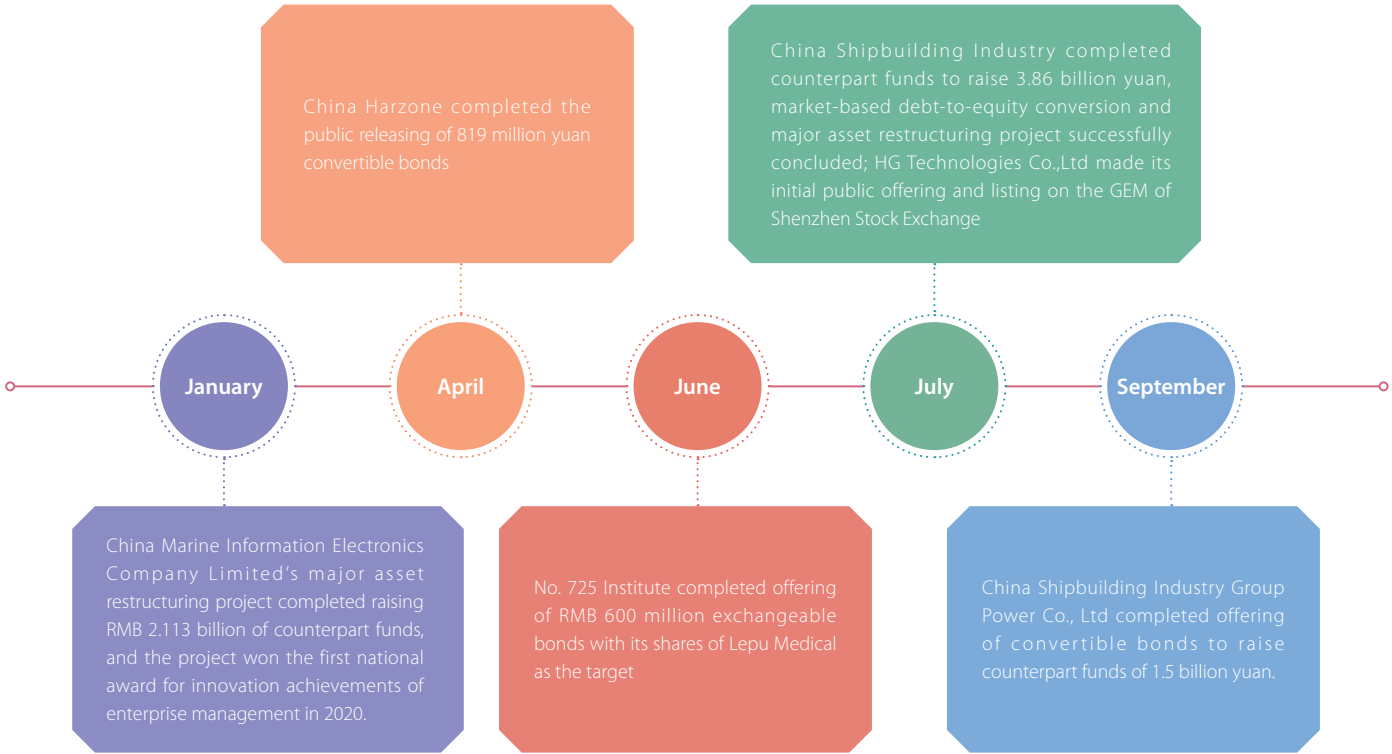 China Harzone completed the
public releasing of 819 million yuan
convertible bonds
China Shipbuilding Industry completed
counterpart funds to raise 3.86 billion yuan,
market-based debt-to-equity conversion and
major asset restructuring project successfully
concluded; HG Technologies Co.,Ltd made its
initial public offering and listing on the GEM of
Shenzhen Stock Exchange
January
April
June
July
September
China Marine Information Electronics
Company Limited's major asset
restructuring project completed raising
RMB 2.113 billion of counterpart funds,
and the project won the first national
award for innovation achievements of
enterprise management in 2020.
No. 725 Institute completed offering
of RMB 600 million exchangeable
bonds with its shares of Lepu Medical
as the target
China Shipbuilding Industry Group
Power Co., Ltd completed offering
of convertible bonds to raise
counterpart funds of 1.5 billion yuan.